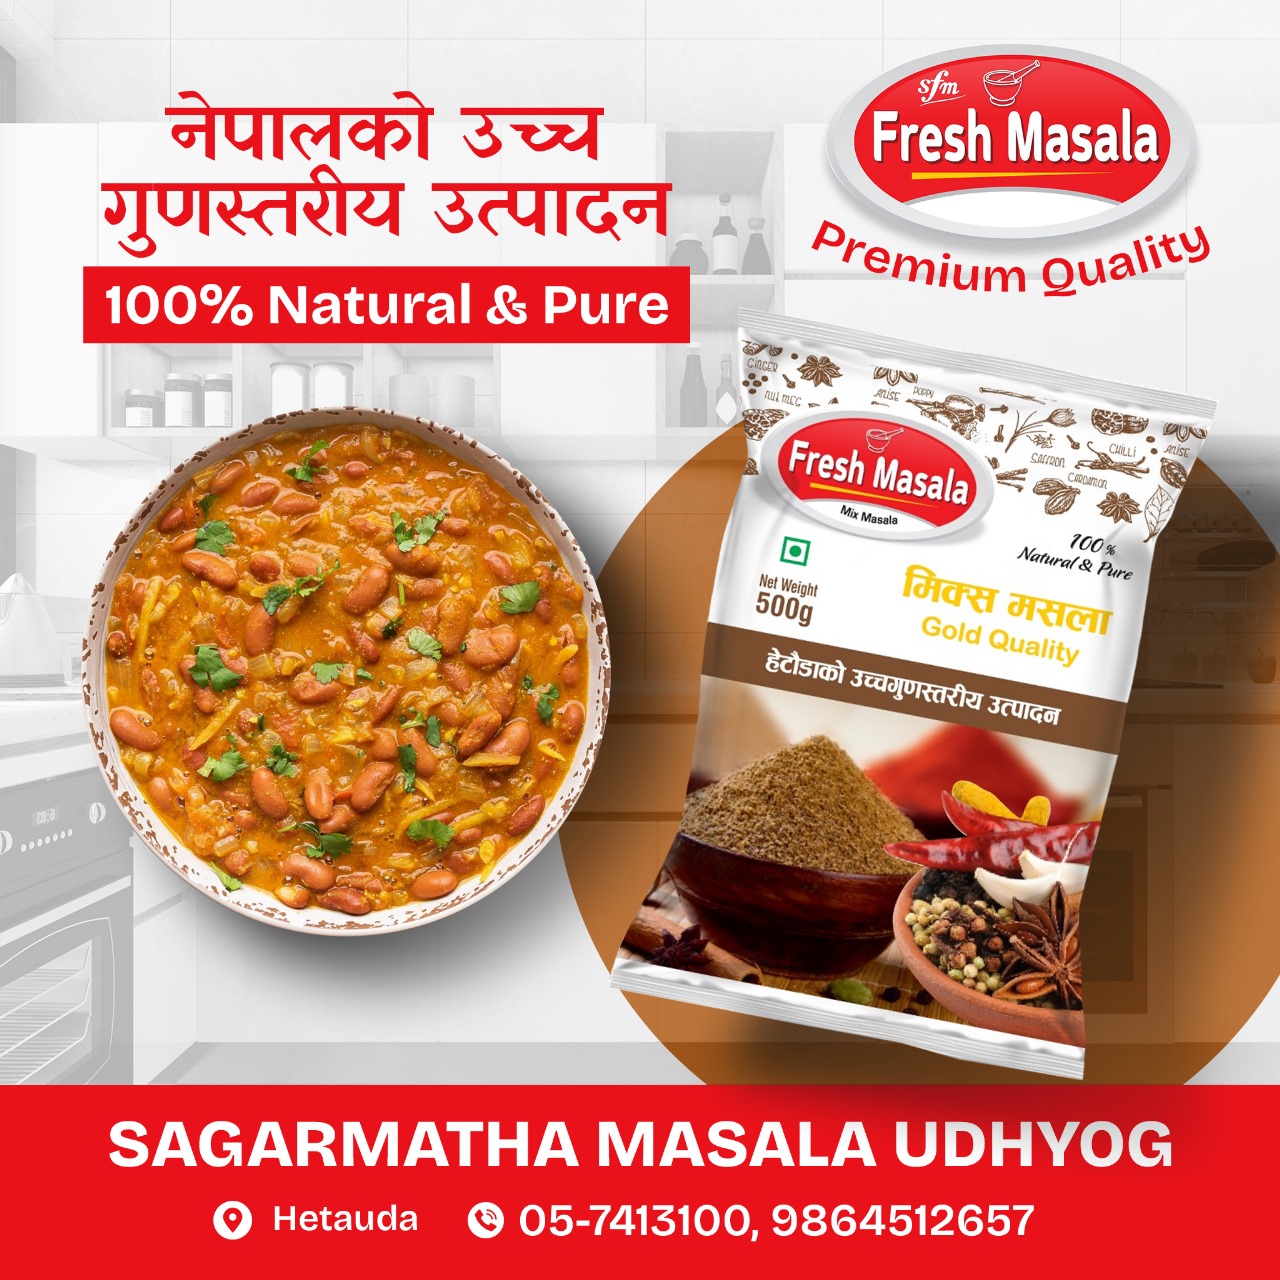 नेपालको उच्च
गुणस्तरीय उत्पादन
100% Natural & Pure
sfm
Fresh Masala
Premium Quality
GINGER
NUTMEG
ANISE
POPPY
SAFFRON
CHILLI
CARDAMON
ANISE
Fresh Masala
Mix Masala
100%
Natural & Pure
Net Weight
500g
मिक्स मसला
Gold Quality
हेटौडाको उच्चगुणस्तरीय उत्पादन
SAGARMATHA MASALA UDHYOG
Hetauda
05-7413100, 9864512657